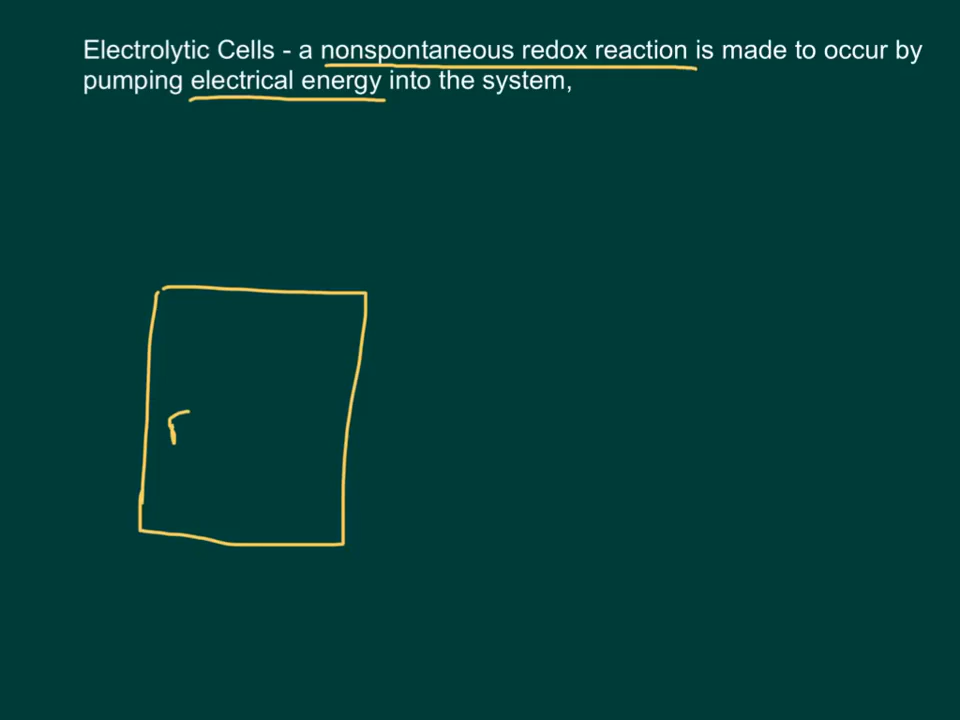 Electrolytic Cells - a nonspontaneous redox reaction is made to occur by
pumping electrical energy into the system,